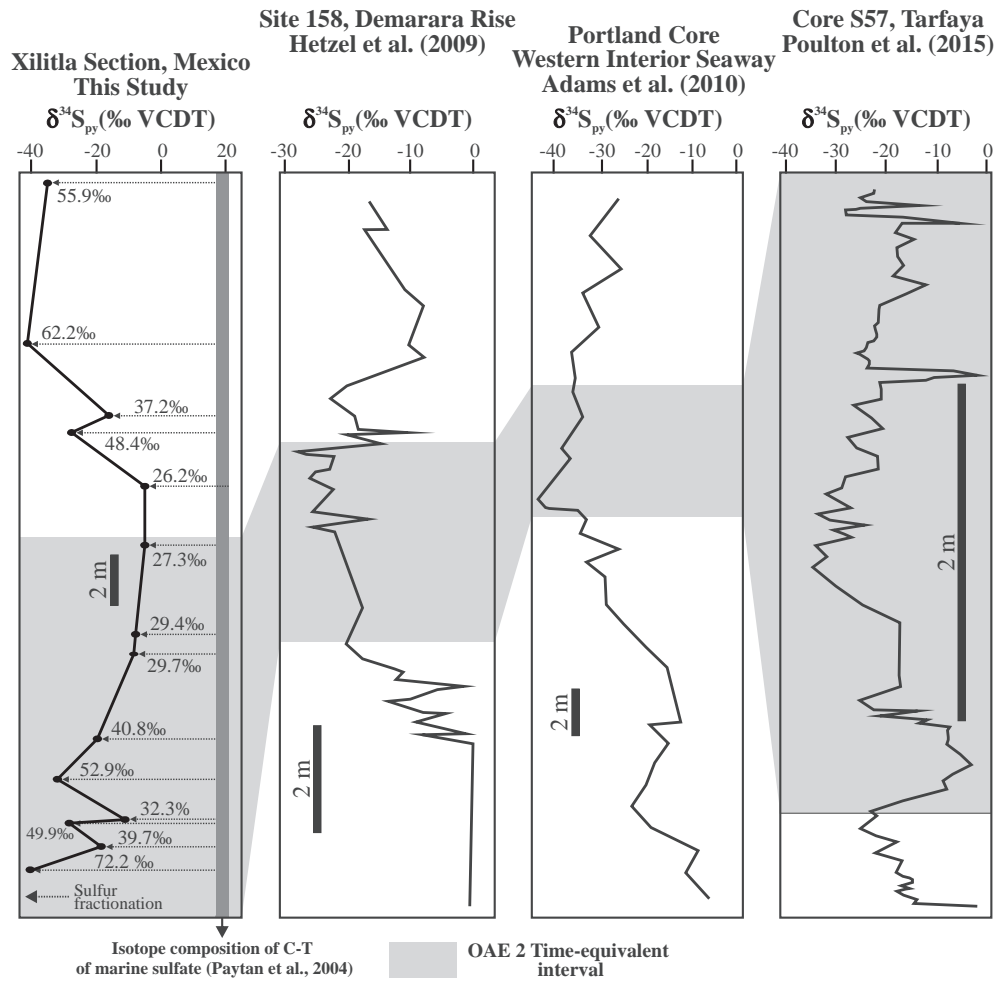 Xilitla Section, Mexico
This Study
δ³⁴Spy(‰ VCDT)
-40 -20 0 20
Site 158, Demarara Rise
Hetzel et al. (2009)
δ³⁴Spy(‰ VCDT)
-30 -20 -10 0
Portland Core
Western Interior Seaway
Adams et al. (2010)
δ³⁴Spy(‰ VCDT)
-40 -30 -20 -10 0
Core S57, Tarfaya
Poulton et al. (2015)
δ³⁴Spy(‰ VCDT)
-40 -30 -20 -10 0
55.9‰
62.2‰
37.2‰
48.4‰
26.2‰
27.3‰
2 m
29.4‰
29.7‰
40.8‰
52.9‰
32.3%
49.9‰
39.7‰
72.2 ‰
Sulfur
fractionation
2 m
2 m
2 m
Isotope composition of C-T
of marine sulfate (Paytan et al., 2004)
OAE 2 Time-equivalent
interval